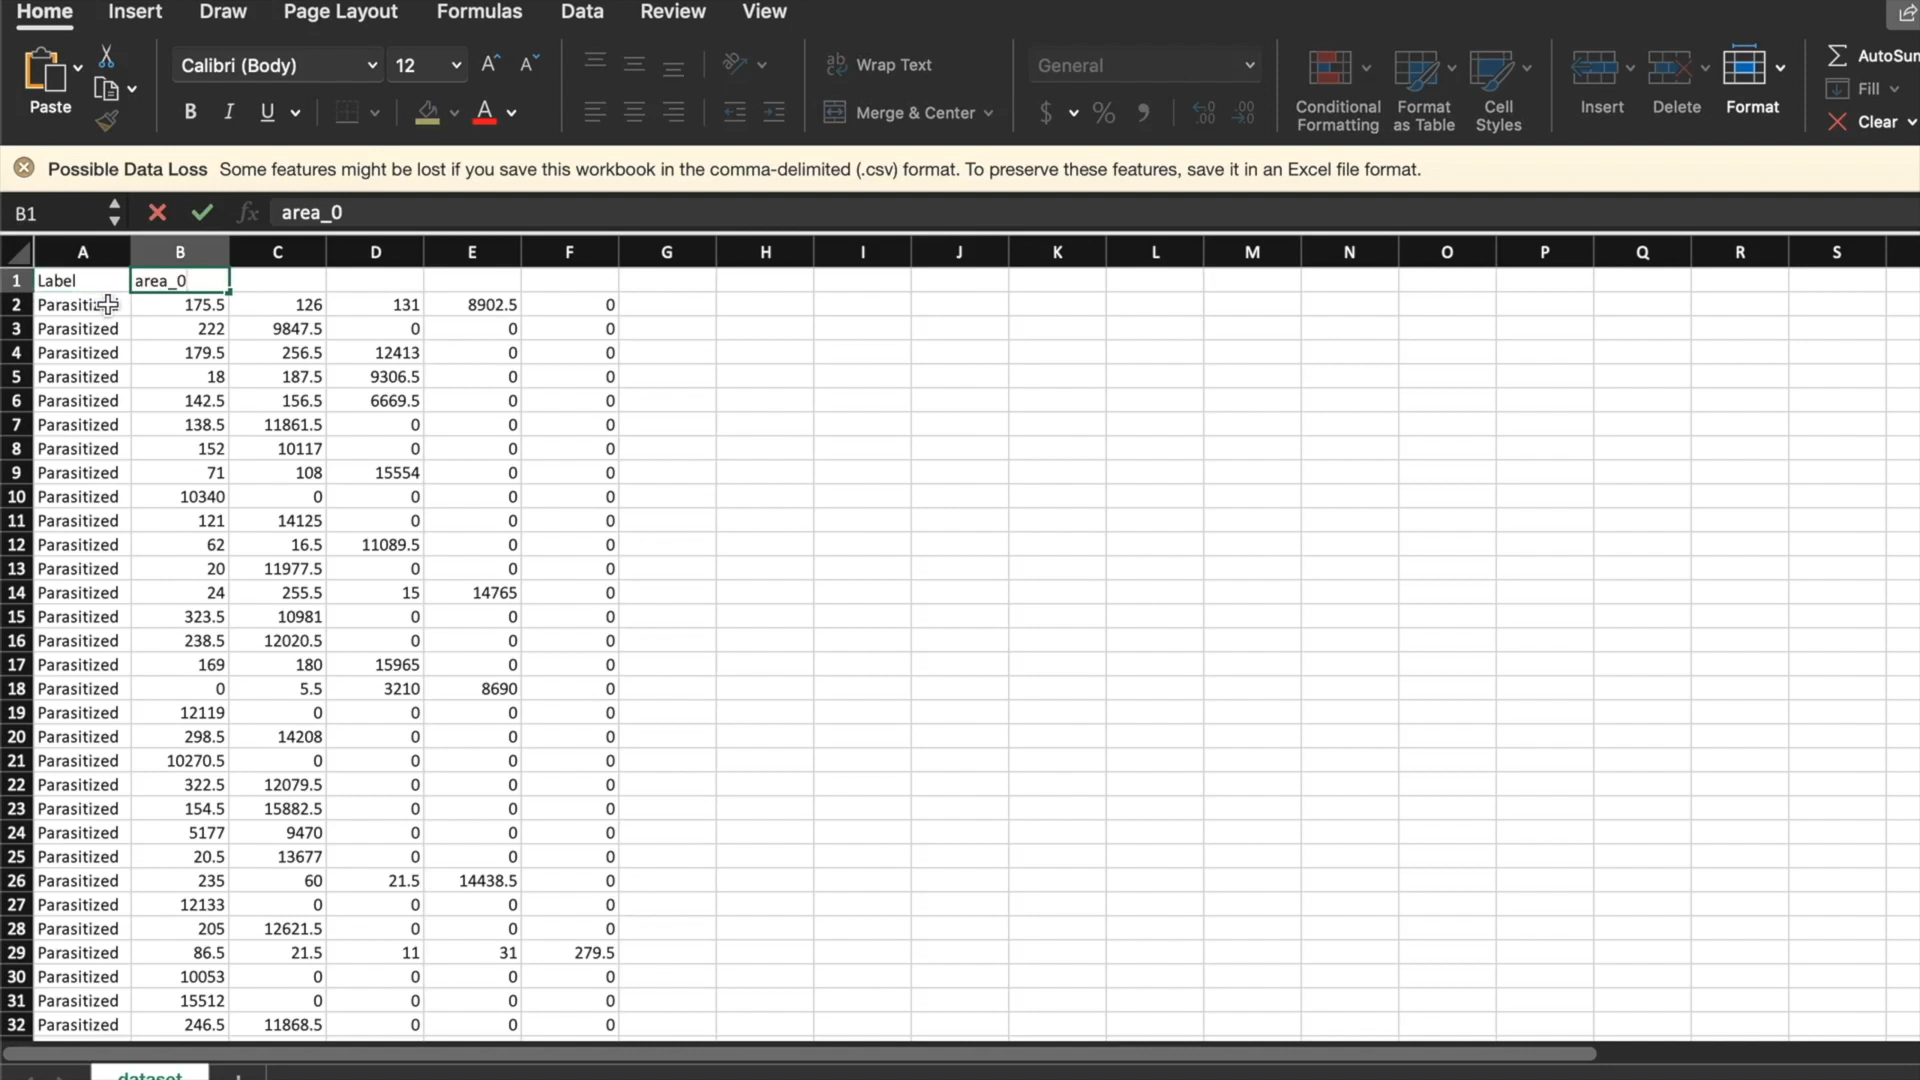 Home Insert Draw Page Layout Formulas Data Review View
Calibri (Body) 12 A^ Aˇ Wrap Text General AutoSum
Paste B I U A Merge & Center $ % Conditional Formatting Format as Table Cell Styles Insert Delete Format Fill
Clear
Possible Data Loss Some features might be lost if you save this workbook in the comma-delimited (.csv) format. To preserve these features, save it in an Excel file format.
B1 fx area_0
A B C D E F G H I J K L M N O P Q R S
1 Label area_0
2 Parasitized 175.5 126 131 8902.5 0
3 Parasitized 222 9847.5 0 0 0
4 Parasitized 179.5 256.5 12413 0 0
5 Parasitized 18 187.5 9306.5 0 0
6 Parasitized 142.5 156.5 6669.5 0 0
7 Parasitized 138.5 11861.5 0 0 0
8 Parasitized 152 10117 0 0 0
9 Parasitized 71 108 15554 0 0
10 Parasitized 10340 0 0 0 0
11 Parasitized 121 14125 0 0 0
12 Parasitized 62 16.5 11089.5 0 0
13 Parasitized 20 11977.5 0 0 0
14 Parasitized 24 255.5 15 14765 0
15 Parasitized 323.5 10981 0 0 0
16 Parasitized 238.5 12020.5 0 0 0
17 Parasitized 169 180 15965 0 0
18 Parasitized 0 5.5 3210 8690 0
19 Parasitized 12119 0 0 0 0
20 Parasitized 298.5 14208 0 0 0
21 Parasitized 10270.5 0 0 0 0
22 Parasitized 322.5 12079.5 0 0 0
23 Parasitized 154.5 15882.5 0 0 0
24 Parasitized 5177 9470 0 0 0
25 Parasitized 20.5 13677 0 0 0
26 Parasitized 235 60 21.5 14438.5 0
27 Parasitized 12133 0 0 0 0
28 Parasitized 205 12621.5 0 0 0
29 Parasitized 86.5 21.5 11 31 279.5
30 Parasitized 10053 0 0 0 0
31 Parasitized 15512 0 0 0 0
32 Parasitized 246.5 11868.5 0 0 0
dataset +